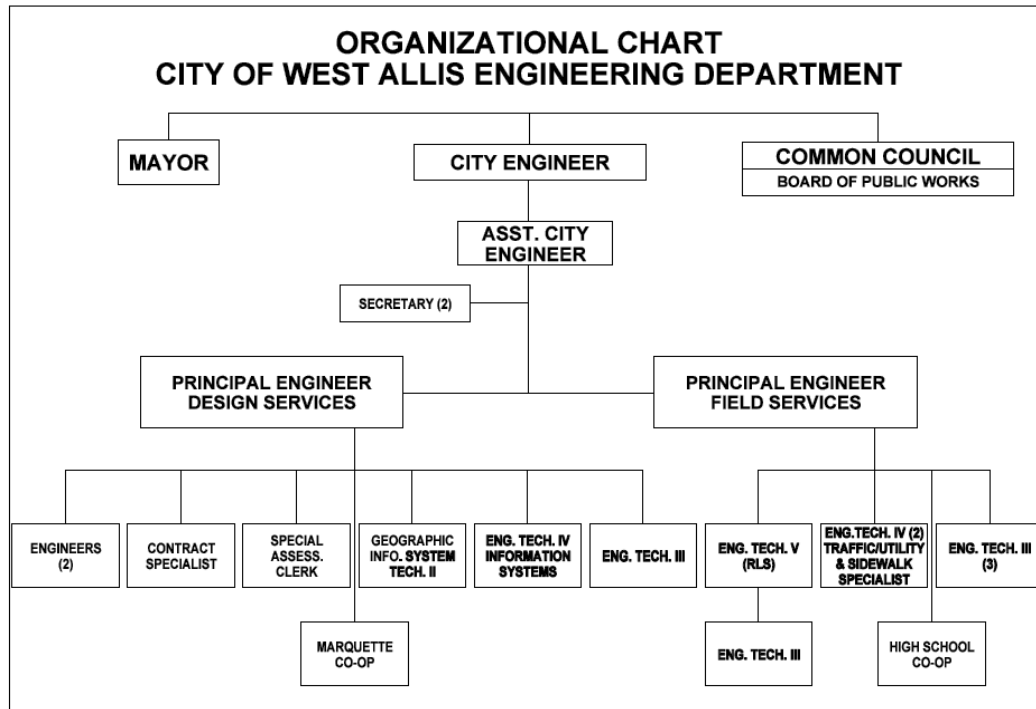 ORGANIZATIONAL CHART
CITY OF WEST ALLIS ENGINEERING DEPARTMENT
MAYOR
CITY ENGINEER
COMMON COUNCIL
BOARD OF PUBLIC WORKS
ASST. CITY
ENGINEER
SECRETARY (2)
PRINCIPAL ENGINEER
DESIGN SERVICES
PRINCIPAL ENGINEER
FIELD SERVICES
ENGINEERS
(2)
CONTRACT
SPECIALIST
SPECIAL
ASSESS.
CLERK
GEOGRAPHIC
INFO. SYSTEM
TECH. II
ENG. TECH. IV
INFORMATION
SYSTEMS
ENG. TECH. III
ENG. TECH. V
(RLS)
ENG.TECH. IV (2)
TRAFFIC/UTILITY
& SIDEWALK
SPECIALIST
ENG. TECH. III
(3)
MARQUETTE
CO-OP
ENG. TECH. III
HIGH SCHOOL
CO-OP